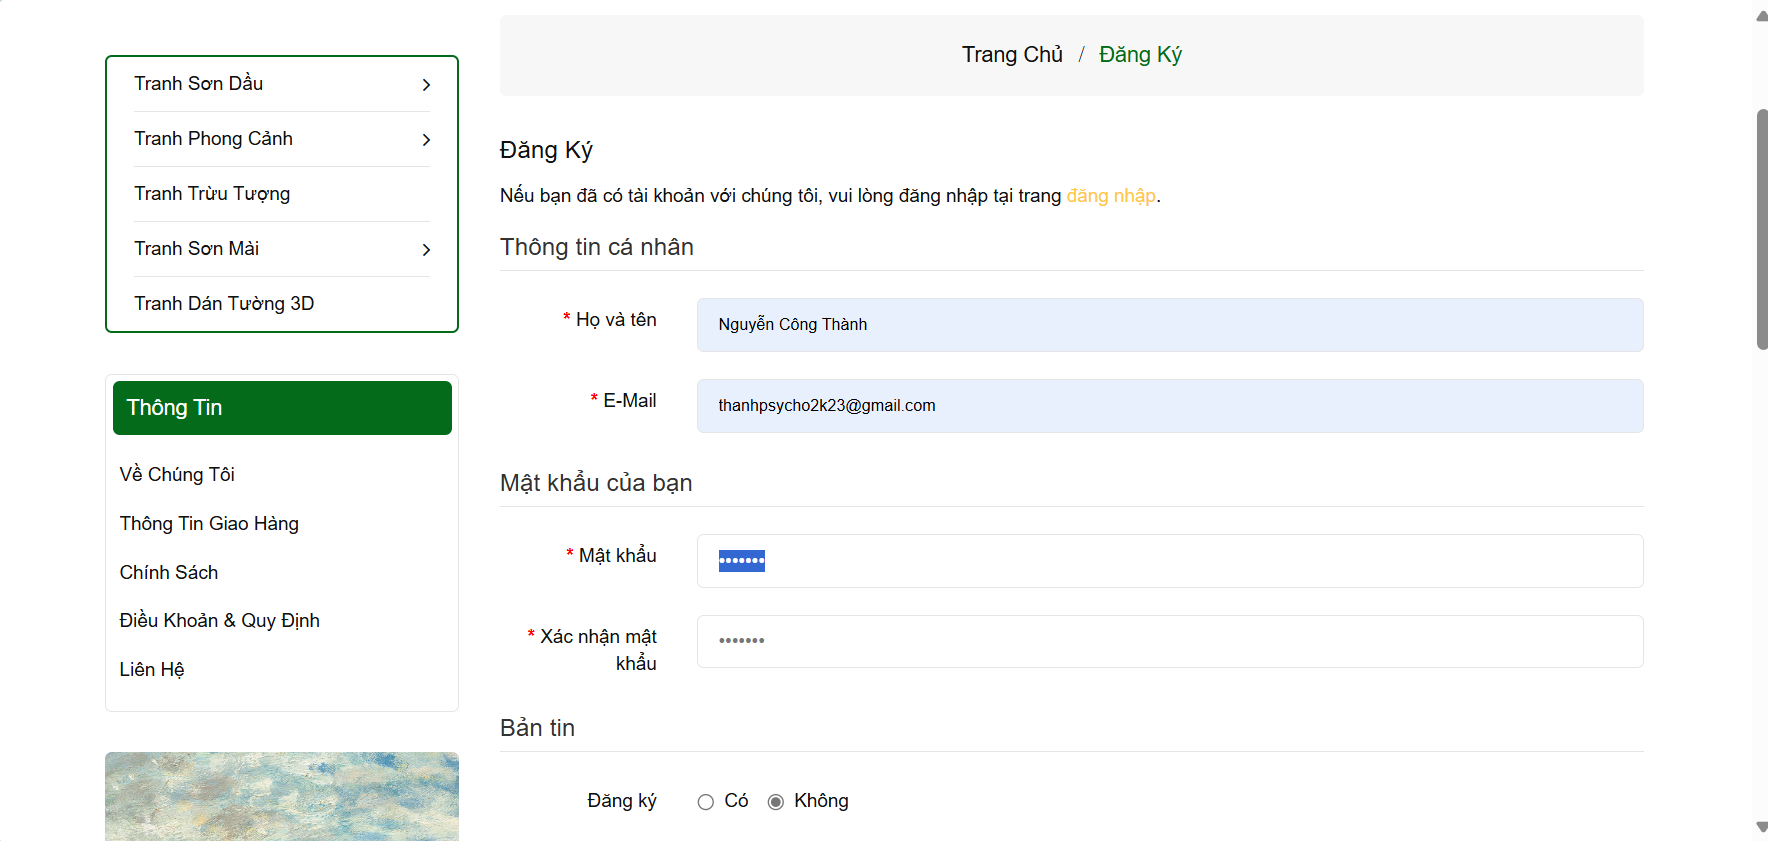 Trang Chủ / Đăng Ký
Tranh Sơn Dầu
Tranh Phong Cảnh
Tranh Trừu Tượng
Tranh Sơn Mài
Tranh Dán Tường 3D
Thông Tin
Về Chúng Tôi
Thông Tin Giao Hàng
Chính Sách
Điều Khoản & Quy Định
Liên Hệ
Đăng Ký
Nếu bạn đã có tài khoản với chúng tôi, vui lòng đăng nhập tại trang đăng nhập.
Thông tin cá nhân
* Họ và tên
Nguyễn Công Thành
* E-Mail
thanhpsycho2k23@gmail.com
Mật khẩu của bạn
* Mật khẩu
•••••••
* Xác nhận mật
khẩu
•••••••
Bản tin
Đăng ký Có Không